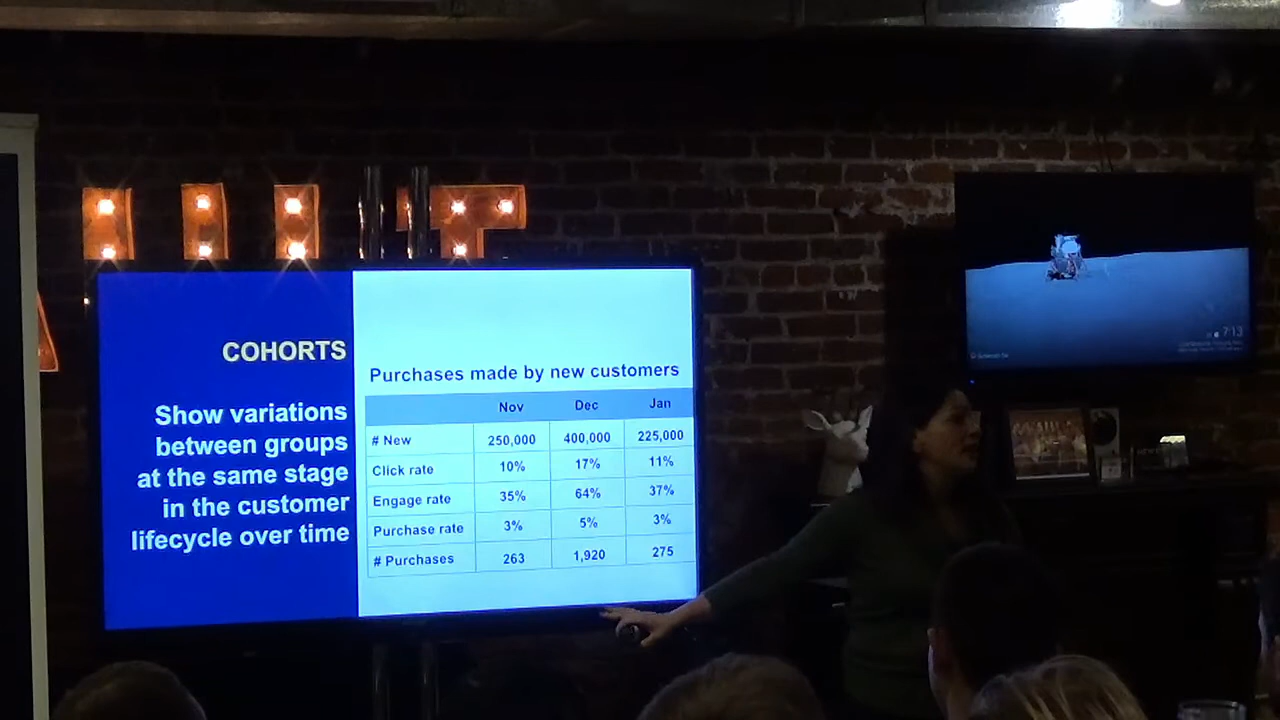 COHORTS
Show variations
between groups
at the same stage
in the customer
lifecycle over time
Purchases made by new customers
Nov Dec Jan
# New 250,000 400,000 225,000
Click rate 10% 17% 11%
Engage rate 35% 64% 37%
Purchase rate 3% 5% 3%
# Purchases 263 1,920 275
7:13